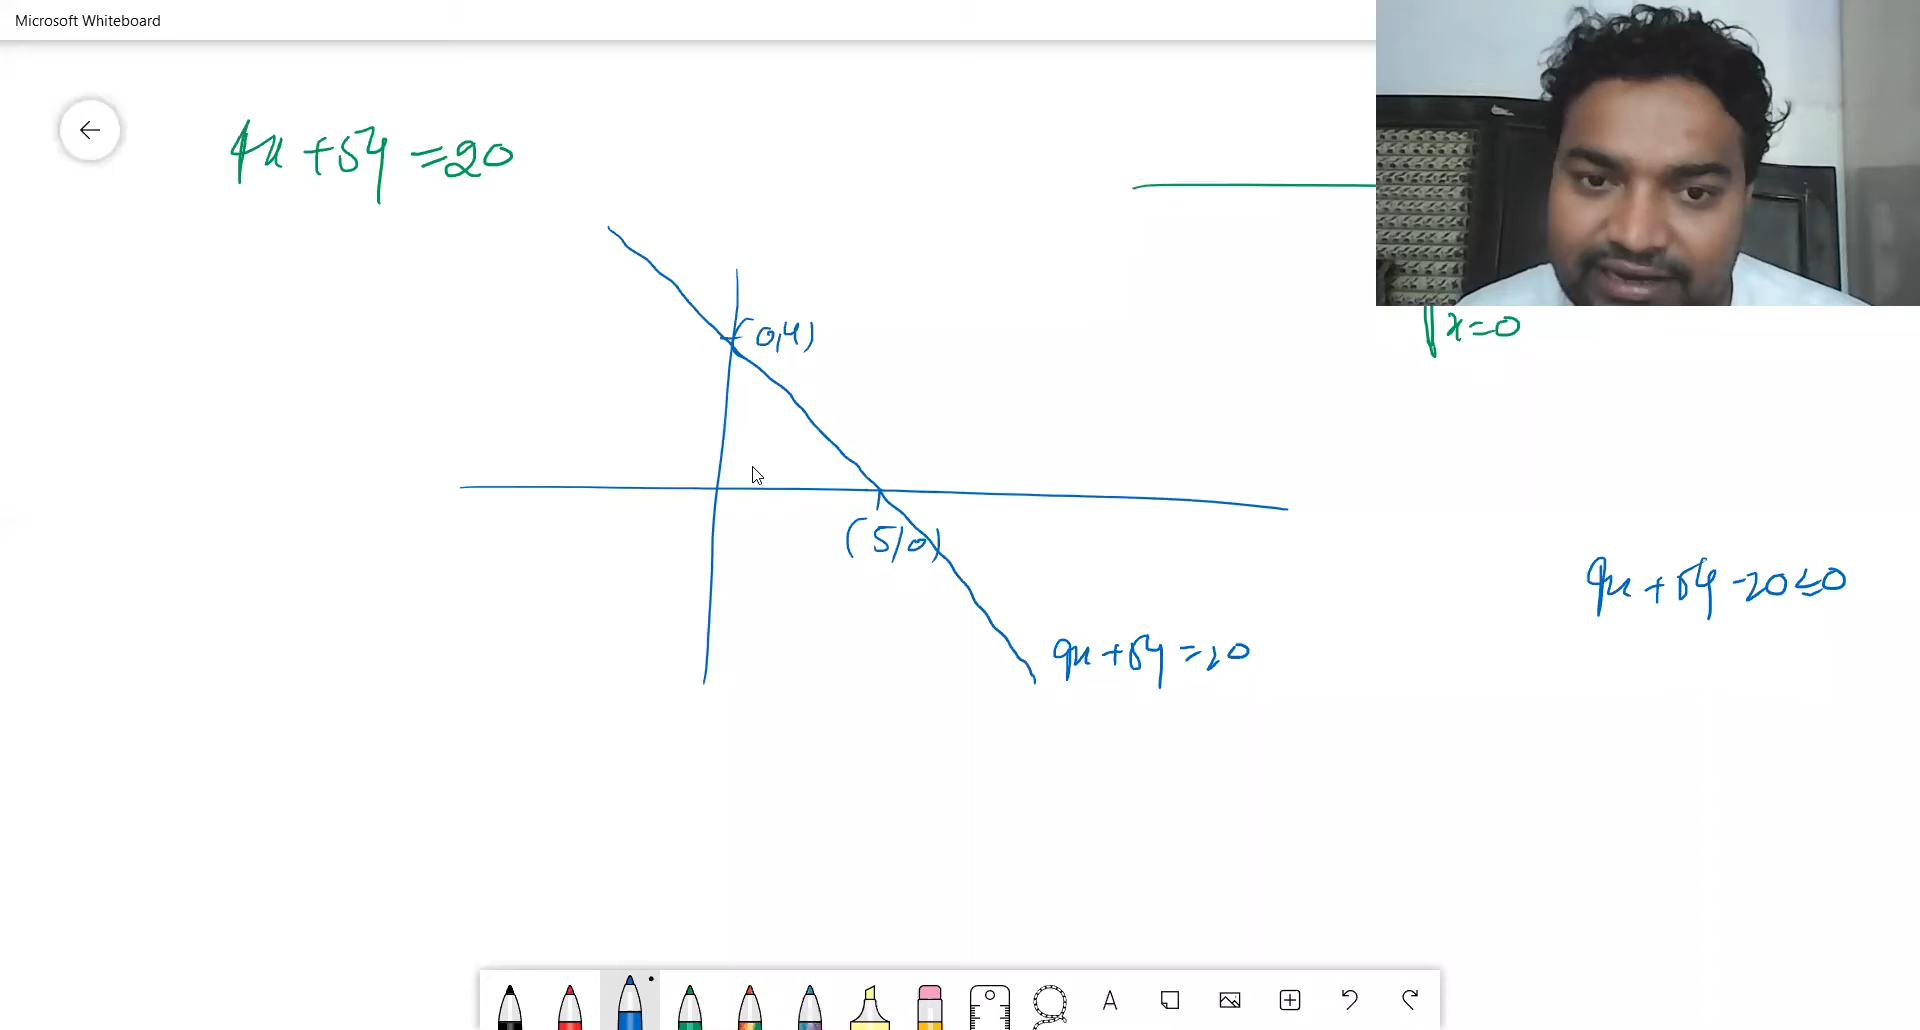 Microsoft Whiteboard
4x + 5y = 20
(0,4)
x=0
(5,0)
4x + 5y - 20 ≤ 0
4x + 5y = 20